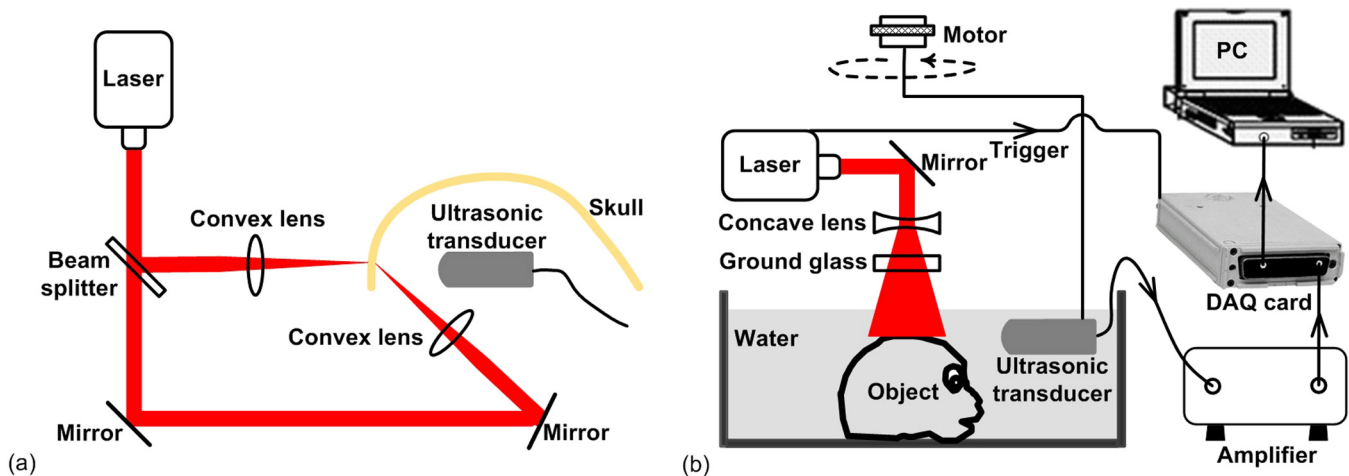 Laser
Convex lens
Beam
splitter
Ultrasonic
transducer
Skull
Convex lens
Mirror
Mirror
(a)
Motor
PC
Laser
Mirror
Trigger
Concave lens
Ground glass
DAQ card
Water
Object
Ultrasonic
transducer
Amplifier
(b)